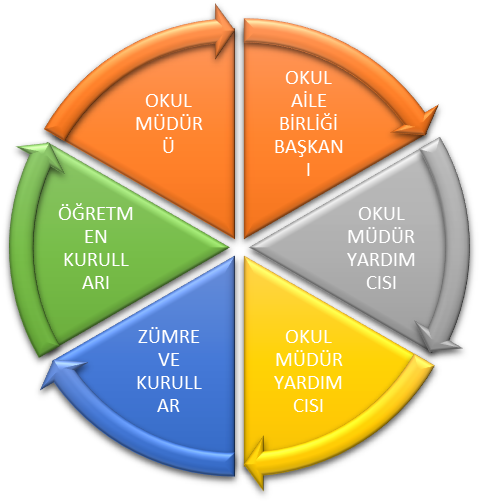 OKUL
MÜDÜR
Ü
OKUL
AİLE
BİRLİĞİ
BAŞKAN
I
OKUL
MÜDÜR
YARDIM
CISI
OKUL
MÜDÜR
YARDIM
CISI
ZÜMRE
VE
KURULL
AR
ÖĞRETM
EN
KURULL
ARI